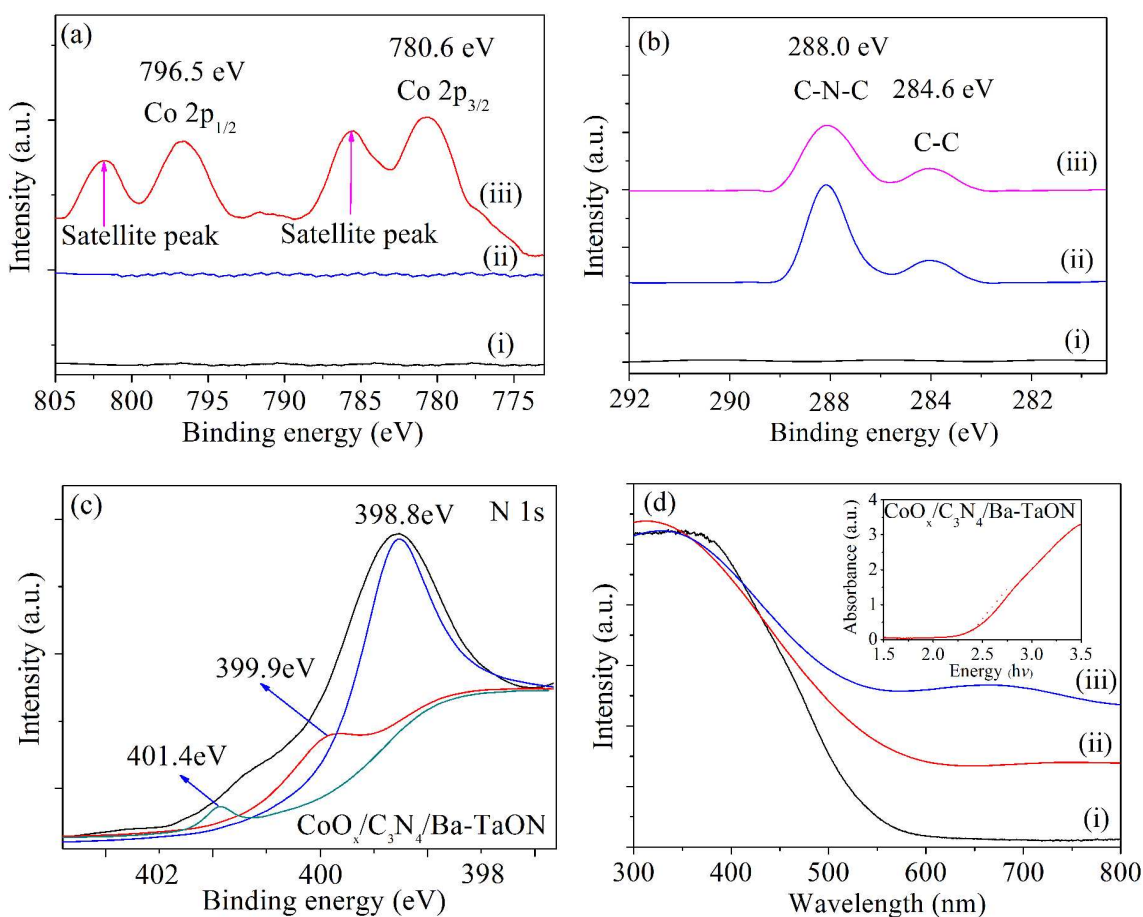 (a)
796.5 eV
Co 2p1/2
780.6 eV
Co 2p3/2
Satellite peak
Satellite peak
(iii)
(ii)
(i)
805 800 795 790 785 780 775
Binding energy (eV)
Intensity (a.u.)
(b)
288.0 eV
C-N-C
284.6 eV
C-C
(iii)
(ii)
(i)
292 290 288 286 284 282
Binding energy (eV)
Intensity (a.u.)
(c)
398.8eV
N 1s
399.9eV
401.4eV
CoOx/C3N4/Ba-TaON
402 400 398
Binding energy (eV)
Intensity (a.u.)
(d)
CoOx/C3N4/Ba-TaON
Absorbance (a.u.)
4
3
2
1
0
1.5 2.0 2.5 3.0 3.5
Energy (hν)
(iii)
(ii)
(i)
300 400 500 600 700 800
Wavelength (nm)
Intensity (a.u.)